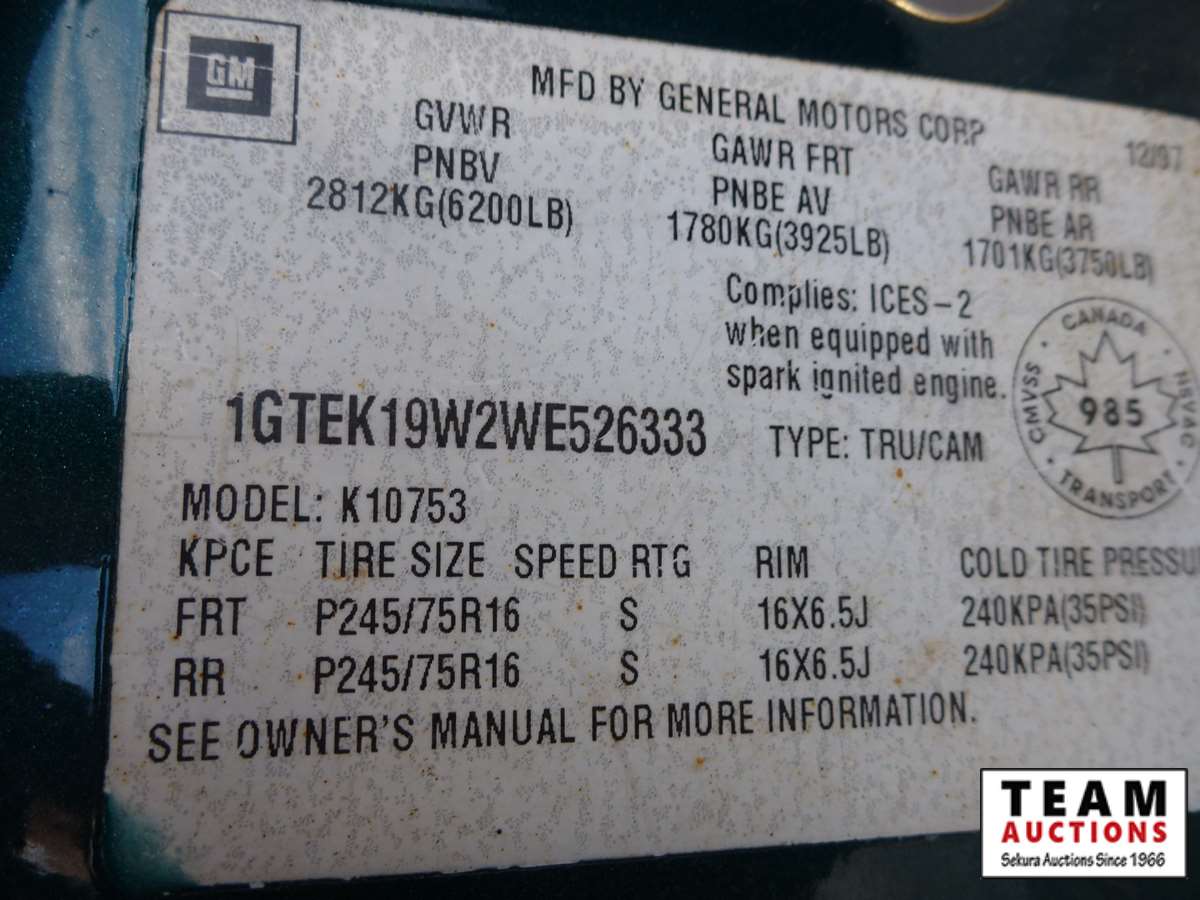 GM
MFD BY GENERAL MOTORS CORP
12/97
GVWR
PNBV
2812KG(6200LB)
GAWR FRT
PNBE AV
1780KG(3925LB)
GAWR RR
PNBE AR
1701KG(3750LB)
Complies: ICES-2
when equipped with
spark ignited engine.
CANADA
CMVSS
985
NSVAC
TRANSPORT
1GTEK19W2WE526333
TYPE: TRU/CAM
MODEL: K10753
KPCE TIRE SIZE SPEED RTG RIM COLD TIRE PRESSU
FRT P245/75R16 S 16X6.5J 240KPA(35PSI)
RR P245/75R16 S 16X6.5J 240KPA(35PSI)
SEE OWNER'S MANUAL FOR MORE INFORMATION.
TEAM
AUCTIONS
Sekura Auctions Since 1966